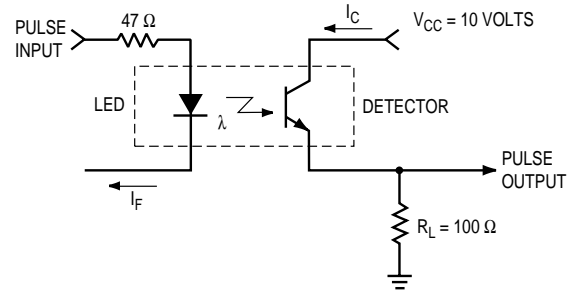 PULSE
INPUT
47 Ω
I_C
V_CC = 10 VOLTS
LED
λ
DETECTOR
I_F
PULSE
OUTPUT
R_L = 100 Ω